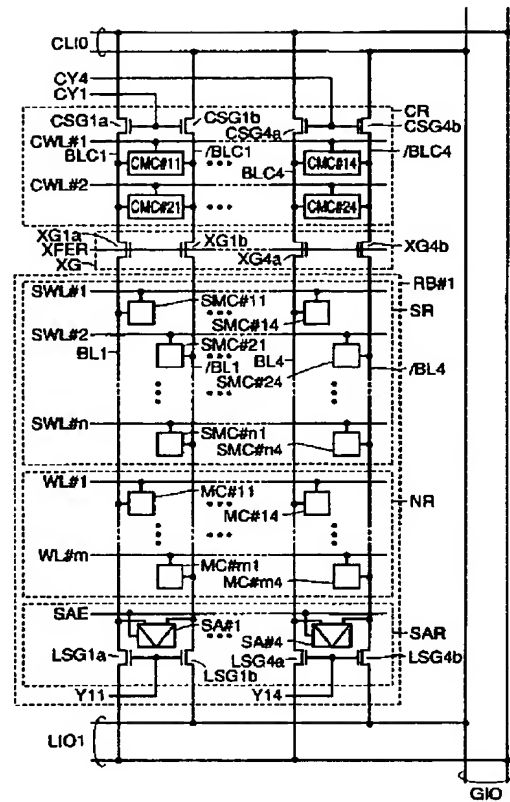 CLI0
CY4
CY1
CR
CSG1a
CSG1b
CSG4a
CSG4b
CWL#1
BLC1
/BLC1
CMC#11
BLC4
CMC#14
/BLC4
CWL#2
CMC#21
CMC#24
XG1a
XFER
XG
XG1b
XG4a
XG4b
RB#1
SWL#1
SMC#11
SMC#14
SR
SWL#2
SMC#21
BL1
/BL1
BL4
SMC#24
/BL4
SWL#n
SMC#n1
SMC#n4
WL#1
MC#11
MC#14
NR
WL#m
MC#m1
MC#m4
SAE
SA#1
SA#4
SAR
LSG1a
LSG1b
LSG4a
LSG4b
Y11
Y14
LIO1
GIO